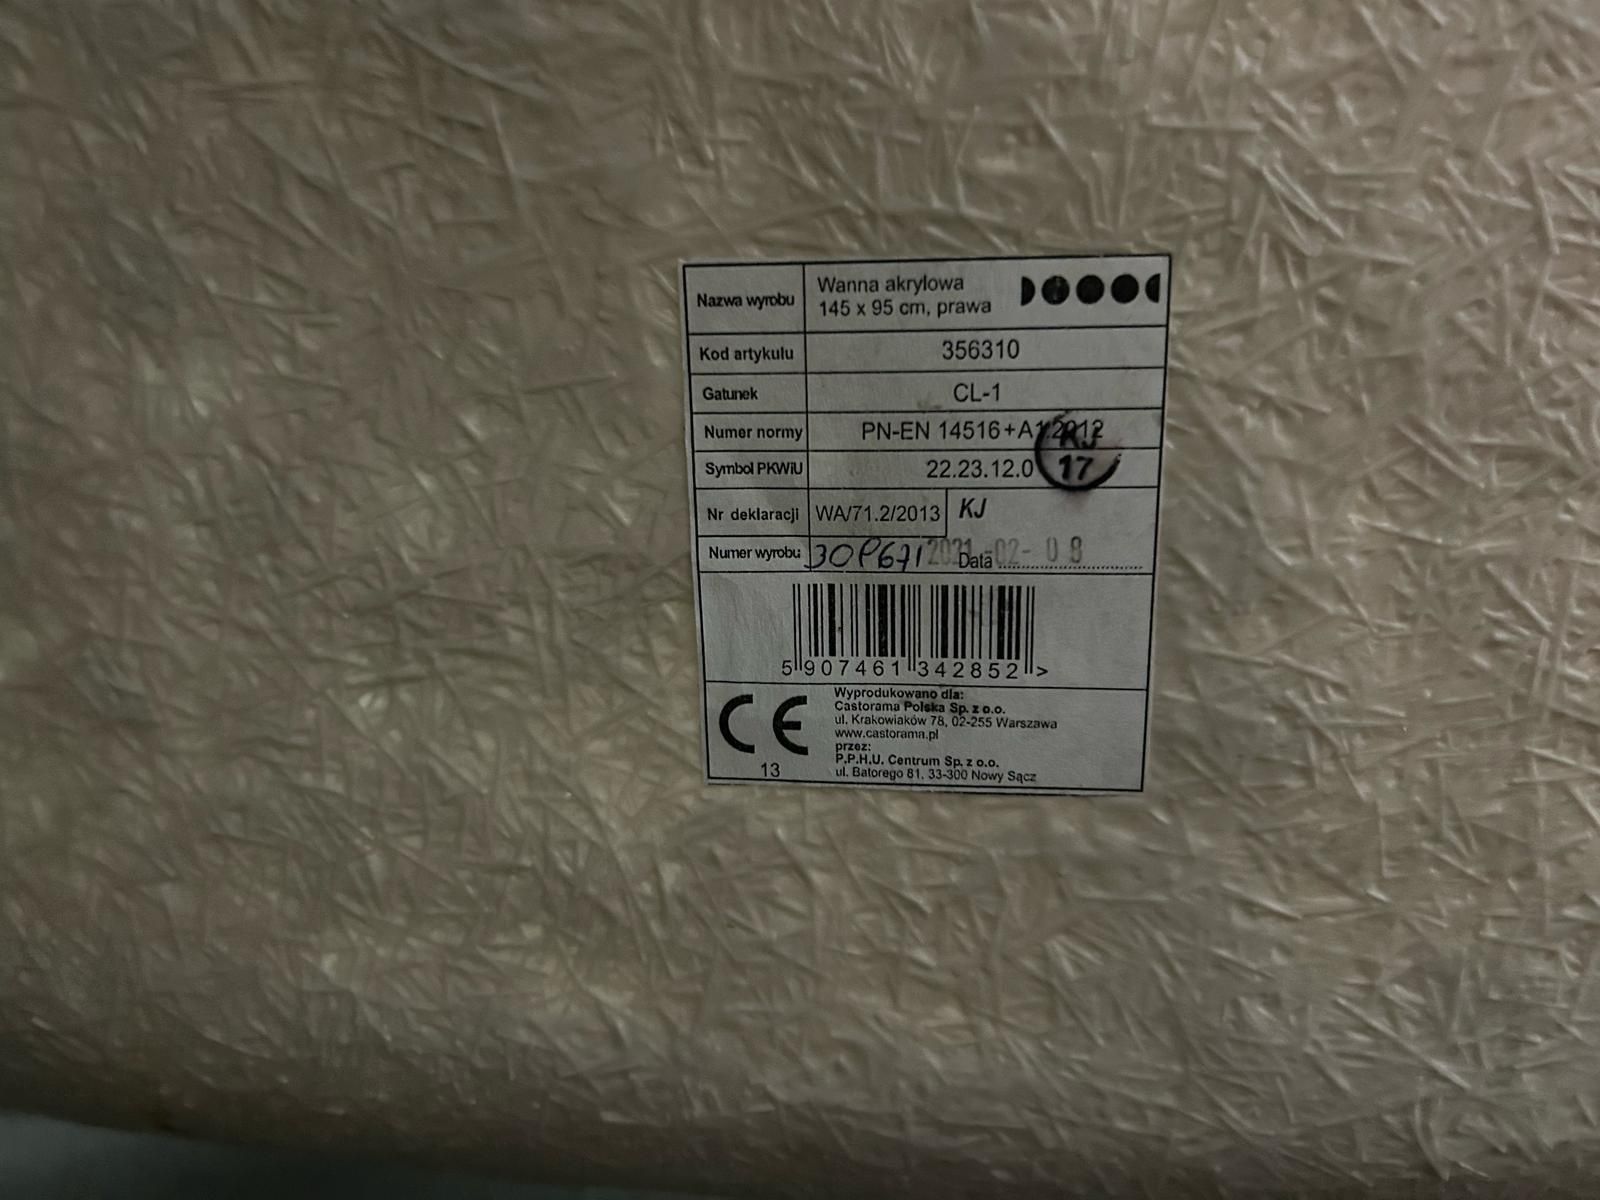 Nazwa wyrobu Wanna akrylowa
145 x 95 cm, prawa
Kod artykułu 356310
Gatunek CL-1
Numer normy PN-EN 14516+A1:2012
KJ
17
Symbol PKWiU 22.23.12.0
Nr deklaracji WA/71.2/2013 KJ
Numer wyrobu 30P671 Data 2021-02-08
5 907461 342852 >
CE
13
Wyprodukowano dla:
Castorama Polska Sp. z o.o.
ul. Krakowiaków 78, 02-255 Warszawa
www.castorama.pl
przez:
P.P.H.U. Centrum Sp. z o.o.
ul. Batorego 81, 33-300 Nowy Sącz